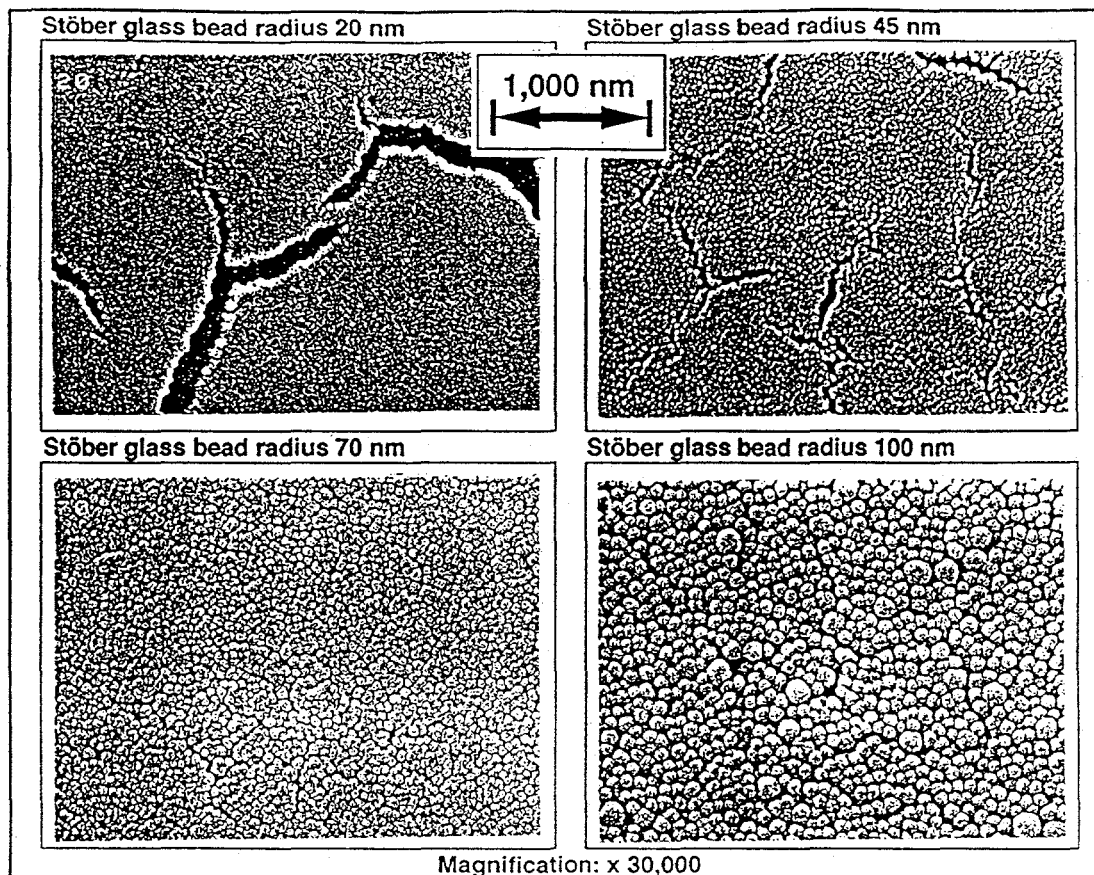 Stöber glass bead radius 20 nm
Stöber glass bead radius 45 nm
20
1,000 nm
Stöber glass bead radius 70 nm
Stöber glass bead radius 100 nm
Magnification: x 30,000